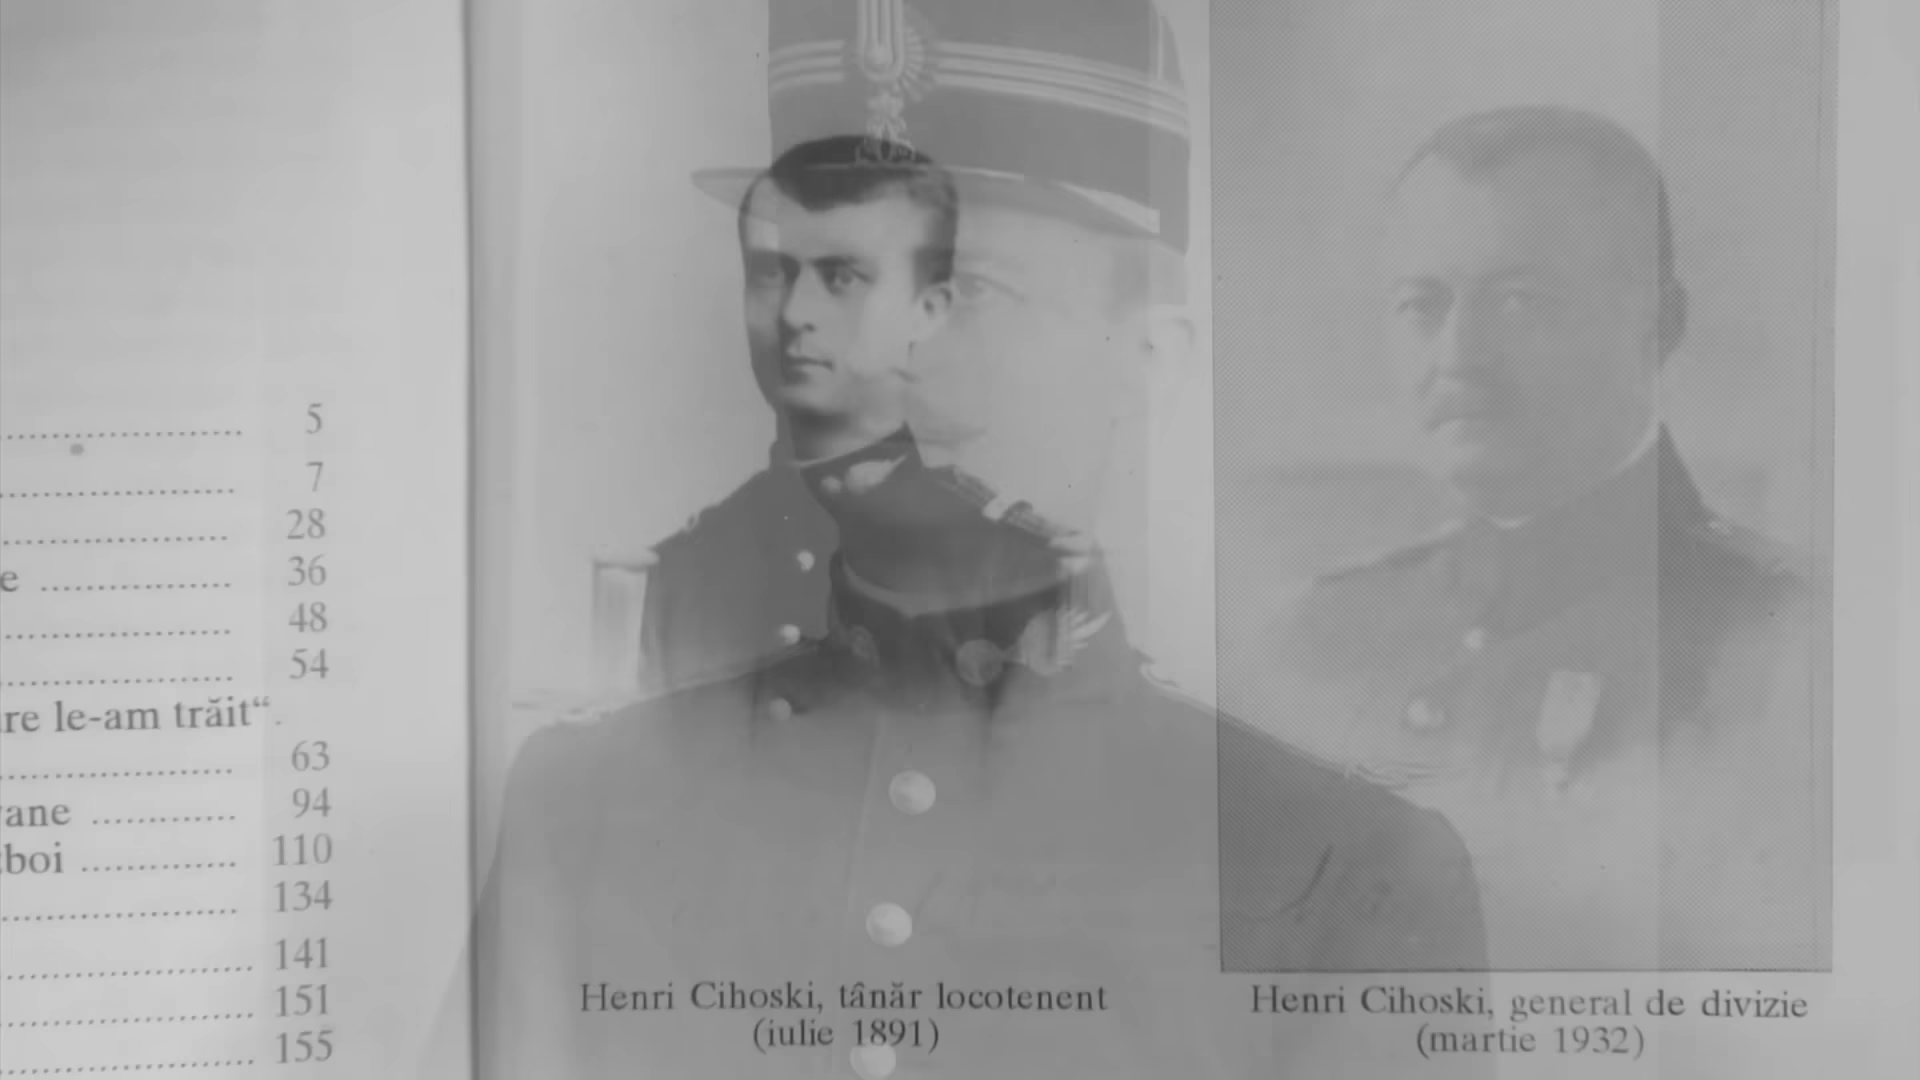 5
7
28
e 36
48
54
re le-am trăit“.
63
vane 94
boi 110
134
141
151
155
Henri Cihoski, tânăr locotenent
(iulie 1891)
Henri Cihoski, general de divizie
(martie 1932)